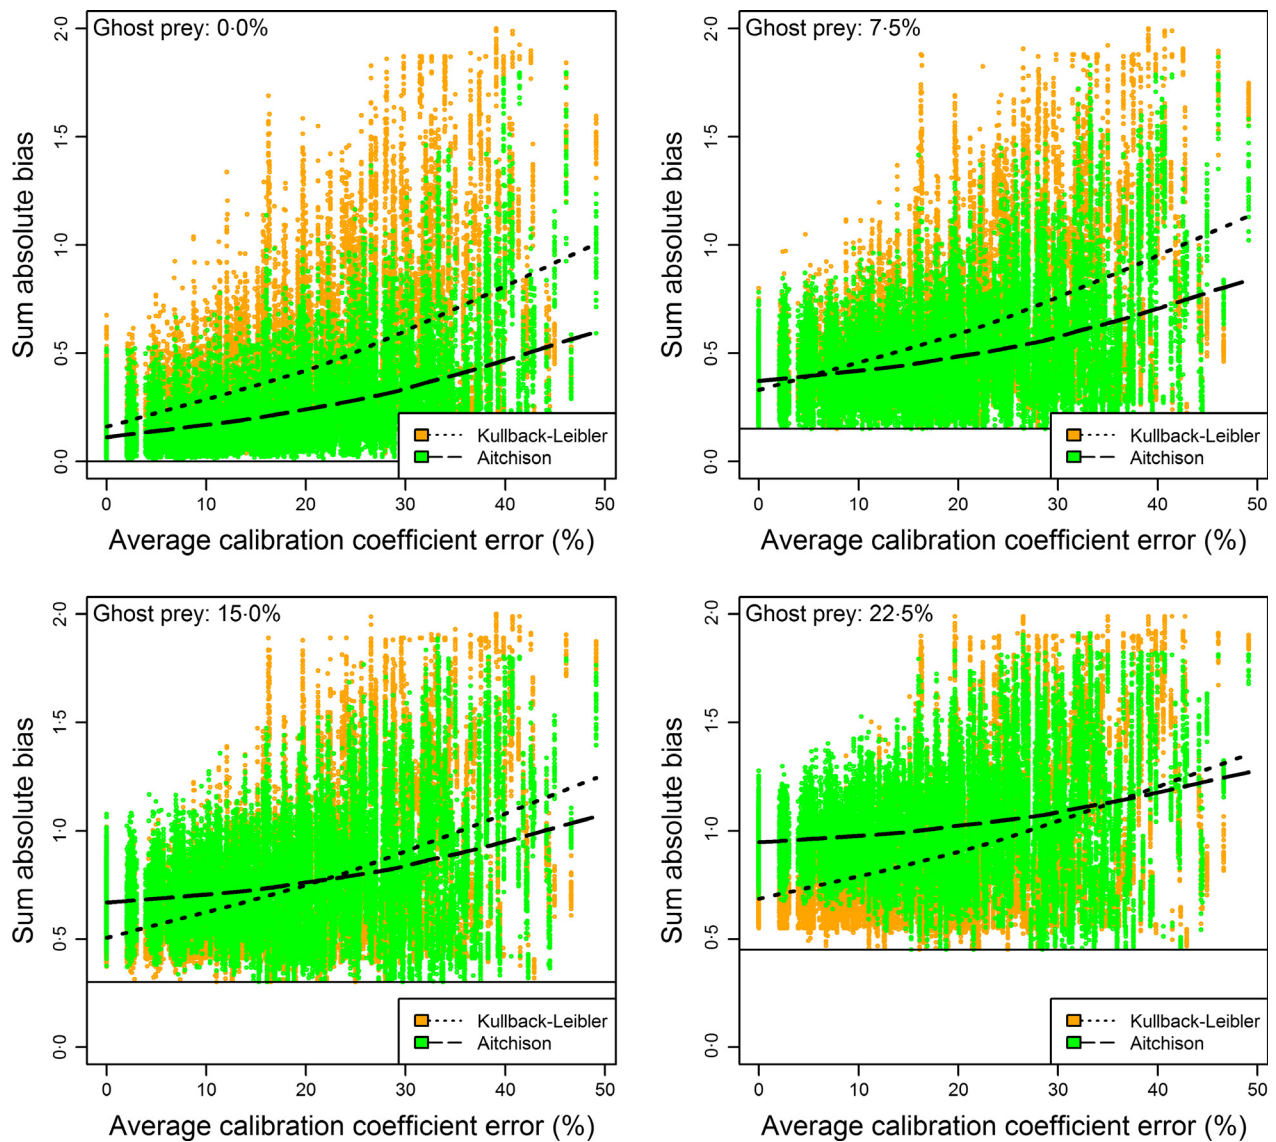 Ghost prey: 0·0%
Sum absolute bias
2·0
1·5
1·0
0·5
0·0
Kullback-Leibler
Aitchison
0 10 20 30 40 50
Average calibration coefficient error (%)
Ghost prey: 7·5%
Sum absolute bias
2·0
1·5
1·0
0·5
0·0
Kullback-Leibler
Aitchison
0 10 20 30 40 50
Average calibration coefficient error (%)
Ghost prey: 15·0%
Sum absolute bias
2·0
1·5
1·0
0·5
0·0
Kullback-Leibler
Aitchison
0 10 20 30 40 50
Average calibration coefficient error (%)
Ghost prey: 22·5%
Sum absolute bias
2·0
1·5
1·0
0·5
0·0
Kullback-Leibler
Aitchison
0 10 20 30 40 50
Average calibration coefficient error (%)